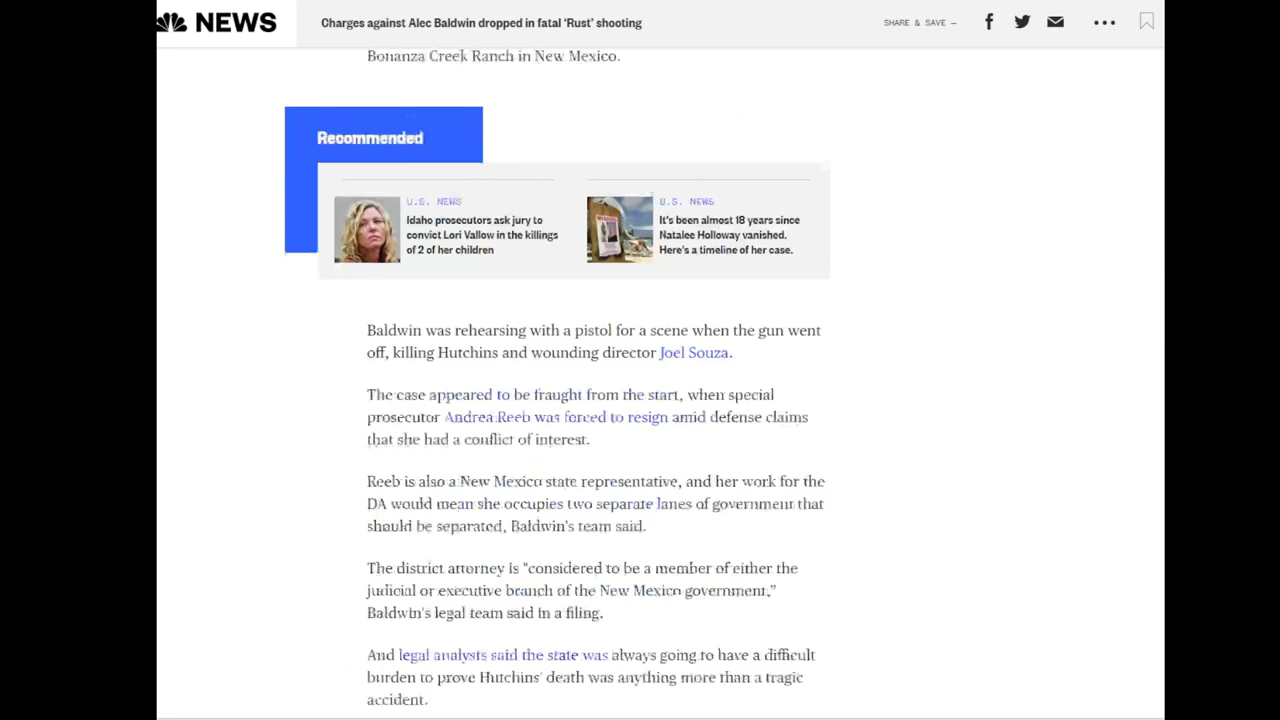 NEWS
Charges against Alec Baldwin dropped in fatal ‘Rust’ shooting
SHARE & SAVE —
Bonanza Creek Ranch in New Mexico.
Recommended
U.S. NEWS
Idaho prosecutors ask jury to
convict Lori Vallow in the killings
of 2 of her children
U.S. NEWS
It's been almost 18 years since
Natalee Holloway vanished.
Here's a timeline of her case.
Baldwin was rehearsing with a pistol for a scene when the gun went
off, killing Hutchins and wounding director Joel Souza.
The case appeared to be fraught from the start, when special
prosecutor Andrea Reeb was forced to resign amid defense claims
that she had a conflict of interest.
Reeb is also a New Mexico state representative, and her work for the
DA would mean she occupies two separate lanes of government that
should be separated, Baldwin's team said.
The district attorney is “considered to be a member of either the
judicial or executive branch of the New Mexico government,”
Baldwin's legal team said in a filing.
And legal analysts said the state was always going to have a difficult
burden to prove Hutchins' death was anything more than a tragic
accident.